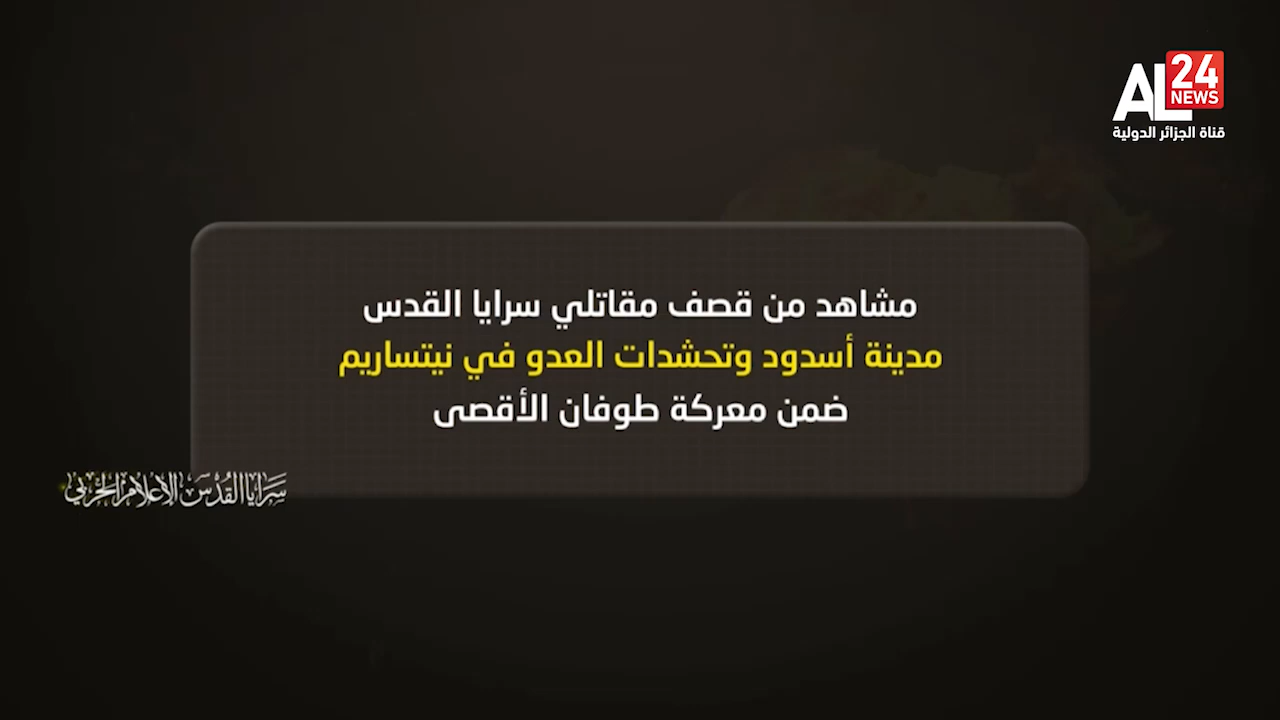 AL
24
NEWS
قناة الجزائر الدولية
مشاهد من قصف مقاتلي سرايا القدس
مدينة أسدود وتحشدات العدو في نيتساريم
ضمن معركة طوفان الأقصى
سرايا القدس الإعلام الحربي